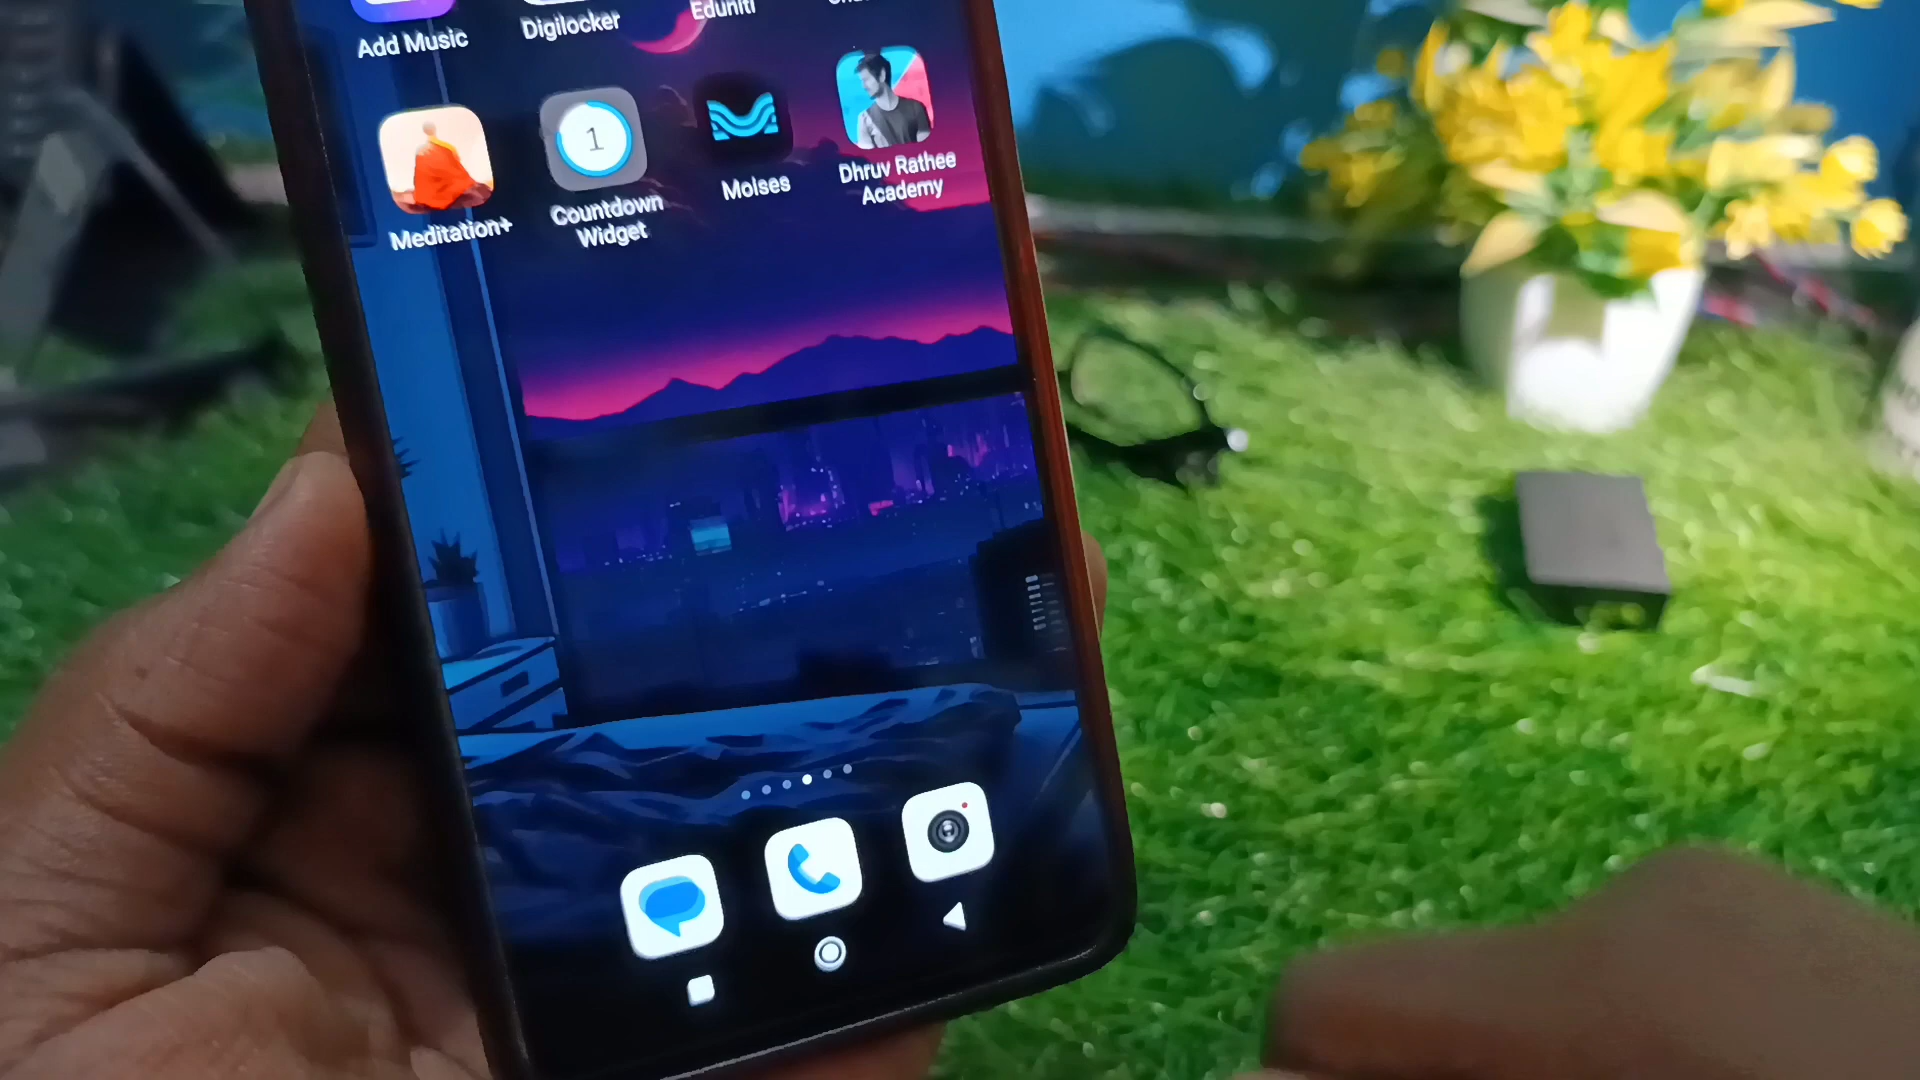 Add Music
Digilocker
Eduniti
Meditation+
1
Countdown
Widget
Moises
Dhruv Rathee
Academy